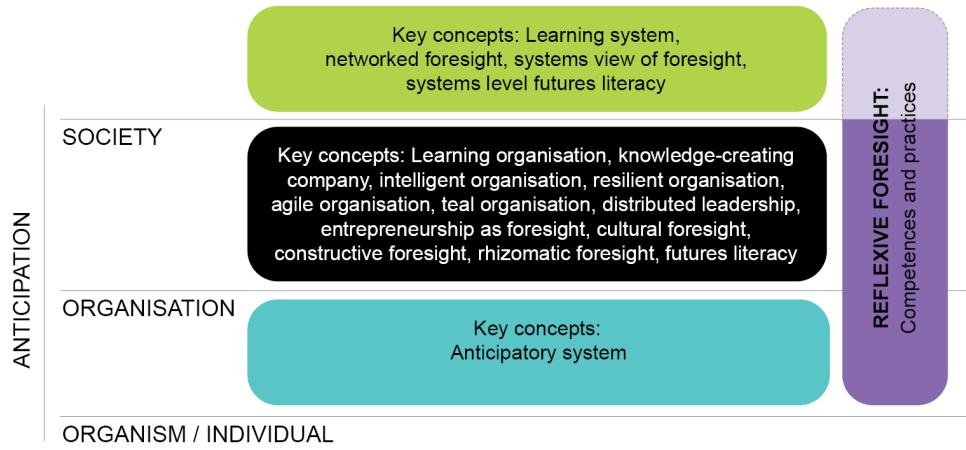 Key concepts: Learning system,
networked foresight, systems view of foresight,
systems level futures literacy
SOCIETY
Key concepts: Learning organisation, knowledge-creating
company, intelligent organisation, resilient organisation,
agile organisation, teal organisation, distributed leadership,
entrepreneurship as foresight, cultural foresight,
constructive foresight, rhizomatic foresight, futures literacy
ORGANISATION
Key concepts:
Anticipatory system
ORGANISM / INDIVIDUAL
ANTICIPATION
REFLEXIVE FORESIGHT:
Competences and practices